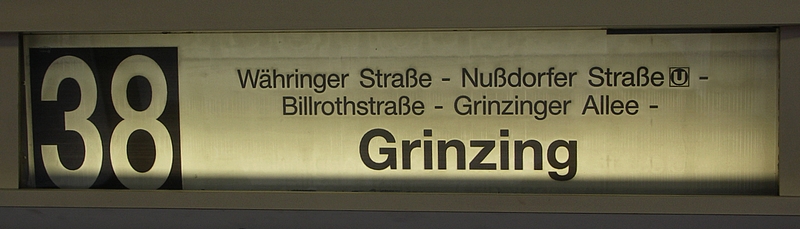 38
Währinger Straße - Nußdorfer Straße U -
Billrothstraße - Grinzinger Allee -
Grinzing